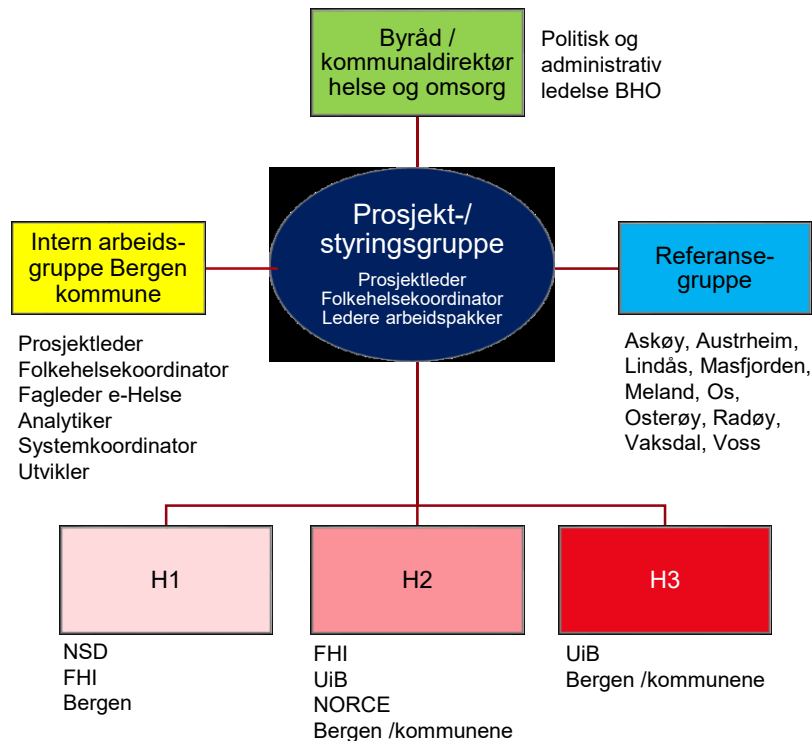 Byråd /
kommunaldirektør
helse og omsorg
Politisk og
administrativ
ledelse BHO
Intern arbeids-
gruppe Bergen
kommune
Prosjekt-/
styringsgruppe
Prosjektleder
Folkehelsekoordinator
Ledere arbeidspakker
Referanse-
gruppe
Prosjektleder
Folkehelsekoordinator
Fagleder e-Helse
Analytiker
Systemkoordinator
Utvikler
Askøy, Austrheim,
Lindås, Masfjorden,
Meland, Os,
Osterøy, Radøy,
Vaksdal, Voss
H1
H2
H3
NSD
FHI
Bergen
FHI
UiB
NORCE
Bergen /kommunene
UiB
Bergen /kommunene